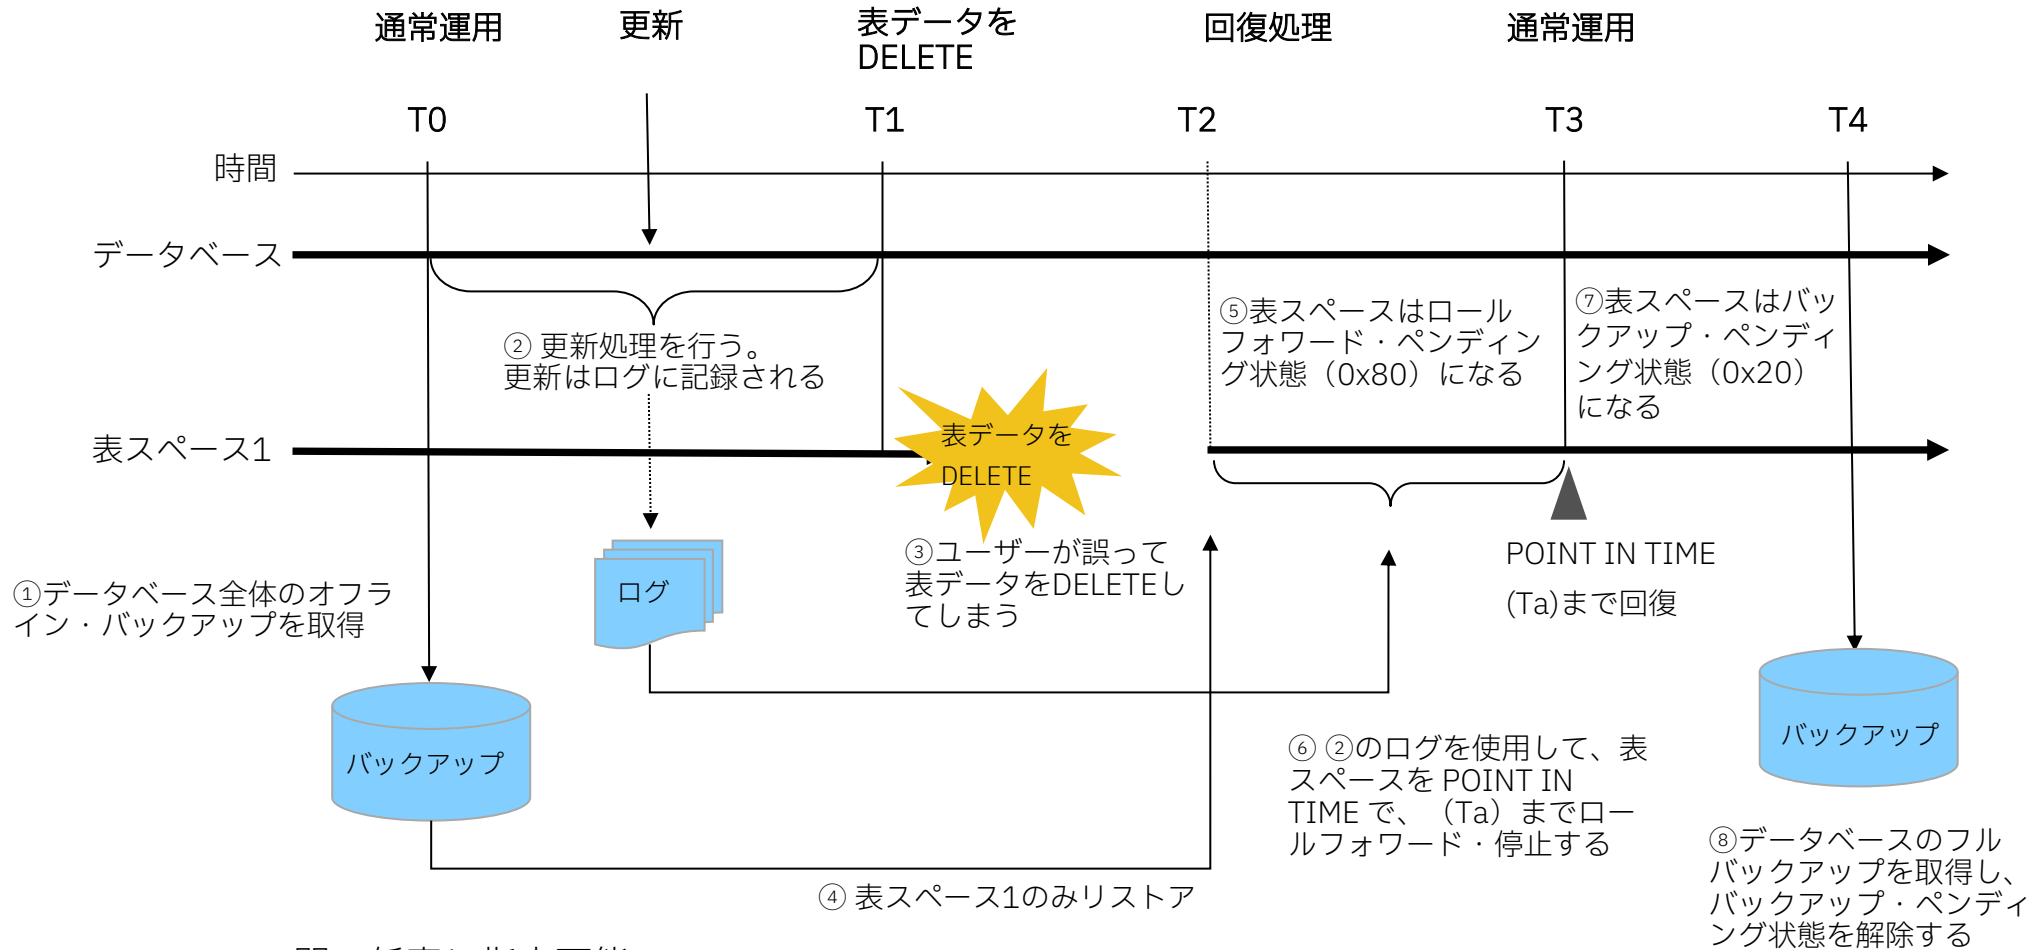 通常運用
更新
表データを
DELETE
回復処理
通常運用
T0
T1
T2
T3
T4
時間
データベース
② 更新処理を行う。
更新はログに記録される
⑤表スペースはロール
フォワード・ペンディン
グ状態（0x80）になる
⑦表スペースはバッ
クアップ・ペンディ
ング状態（0x20）
になる
表スペース1
表データを
DELETE
ログ
③ユーザーが誤って
表データをDELETEし
てしまう
POINT IN TIME
(Ta)まで回復
①データベース全体のオフラ
イン・バックアップを取得
バックアップ
バックアップ
⑥ ②のログを使用して、表
スペースを POINT IN
TIME で、（Ta）までロー
ルフォワード・停止する
④ 表スペース1のみリストア
⑧データベースのフル
バックアップを取得し、
バックアップ・ペンディ
ング状態を解除する